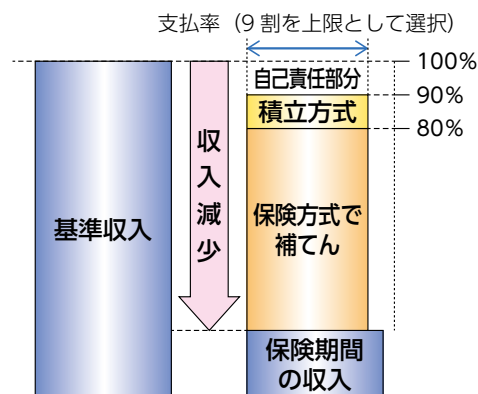 支払率（9割を上限として選択）
100%
自己責任部分
90%
積立方式
80%
収入減少
基準収入
保険方式で
補てん
保険期間
の収入